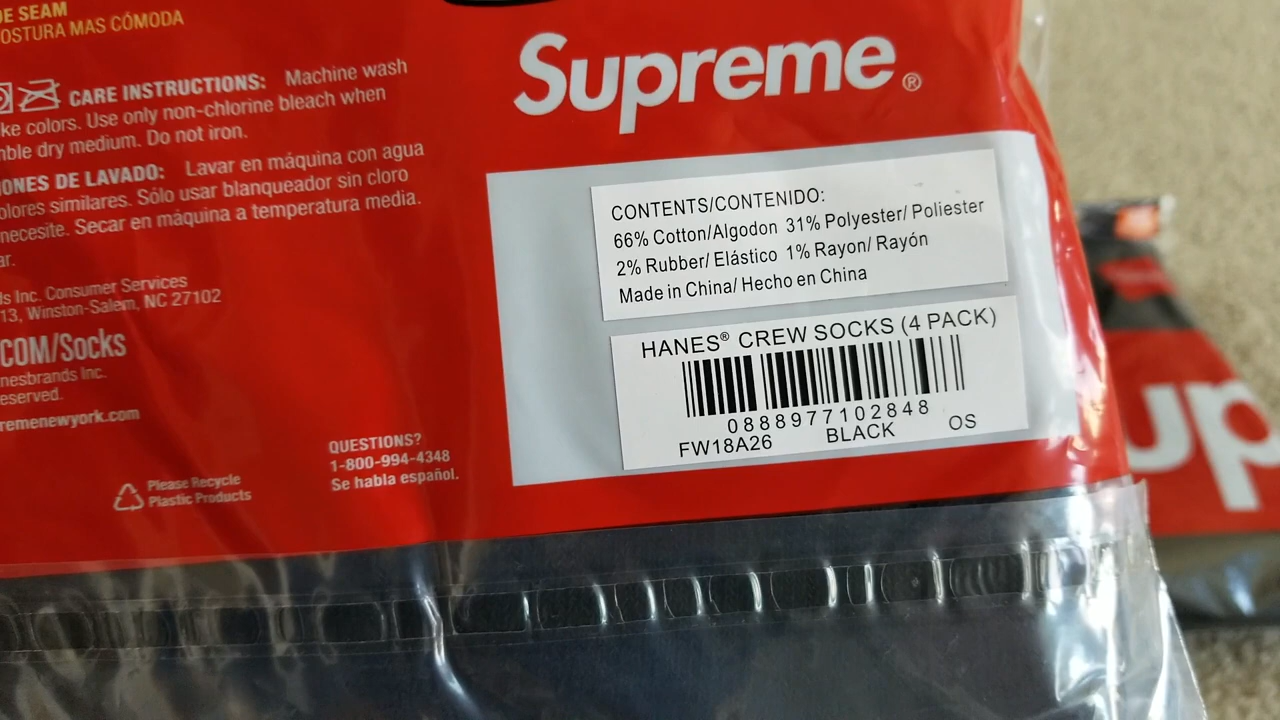 DE SEAM
OSTURA MAS CÓMODA
CARE INSTRUCTIONS: Machine wash
ke colors. Use only non-chlorine bleach when
mble dry medium. Do not iron.
IONES DE LAVADO: Lavar en máquina con agua
olores similares. Sólo usar blanqueador sin cloro
necesite. Secar en máquina a temperatura media.
ar.
ds Inc. Consumer Services
13, Winston-Salem, NC 27102
.COM/Socks
nesbrands Inc.
eserved.
remenewyork.com
Please Recycle
Plastic Products
QUESTIONS?
1-800-994-4348
Se habla español.
Supreme®
CONTENTS/CONTENIDO:
66% Cotton/Algodon 31% Polyester/ Poliester
2% Rubber/ Elástico 1% Rayon/ Rayón
Made in China/ Hecho en China
HANES® CREW SOCKS (4 PACK)
0888977102848
FW18A26 BLACK OS
up